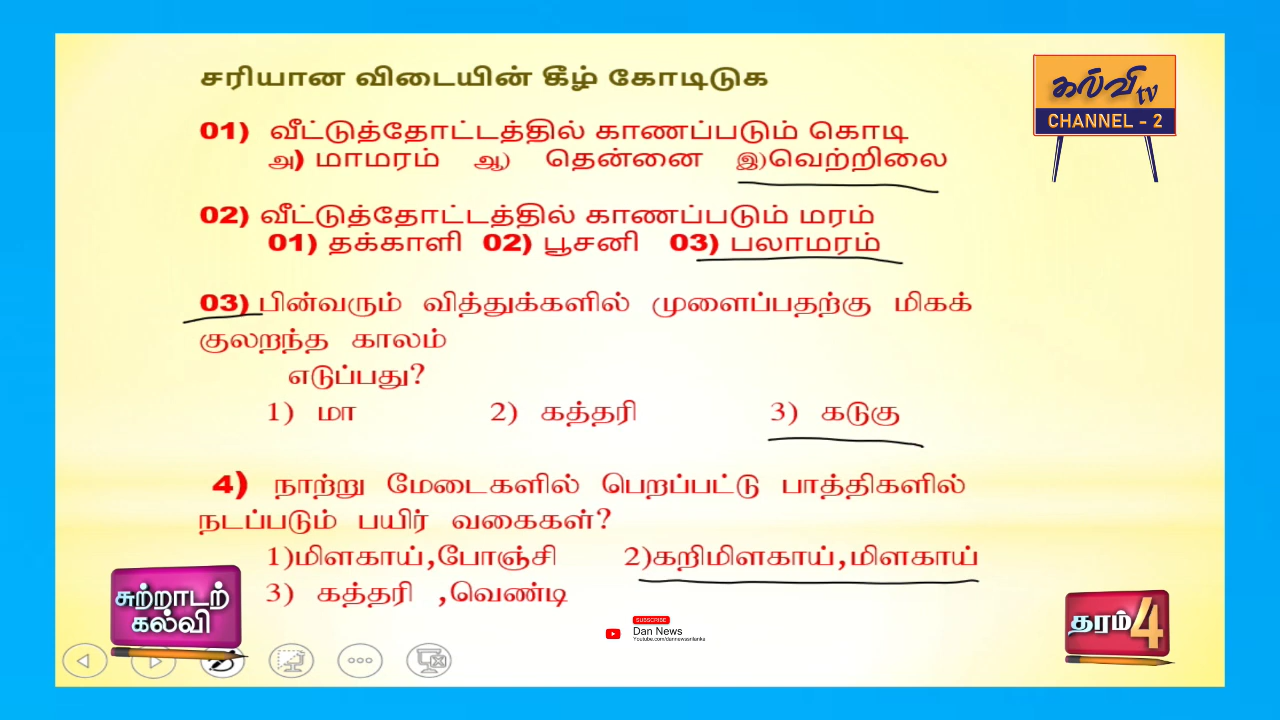 சரியான விடையின் கீழ் கோடிடுக
கல்வி tv
CHANNEL - 2
01) வீட்டுத்தோட்டத்தில் காணப்படும் கொடி
அ) மாமரம் ஆ) தென்னை இ)வெற்றிலை
02) வீட்டுத்தோட்டத்தில் காணப்படும் மரம்
01) தக்காளி 02) பூசனி 03) பலாமரம்
03) பின்வரும் வித்துக்களில் முளைப்பதற்கு மிகக்
குலறந்த காலம்
எடுப்பது?
1) மா 2) கத்தரி 3) கடுகு
4) நாற்று மேடைகளில் பெறப்பட்டு பாத்திகளில்
நடப்படும் பயிர் வகைகள்?
1)மிளகாய்,போஞ்சி 2)கறிமிளகாய்,மிளகாய்
3) கத்தரி ,வெண்டி
சுற்றாடற்
கல்வி
SUBSCRIBE
Dan News
Youtube.com/dannewssrilanka
தரம் 4